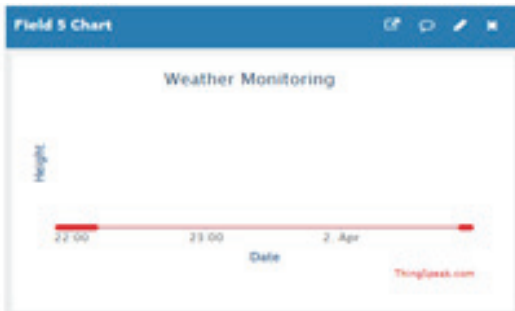 Field 5 Chart
Weather Monitoring
Height
22:00
23:00
2. Apr
Date
ThingSpeak.com